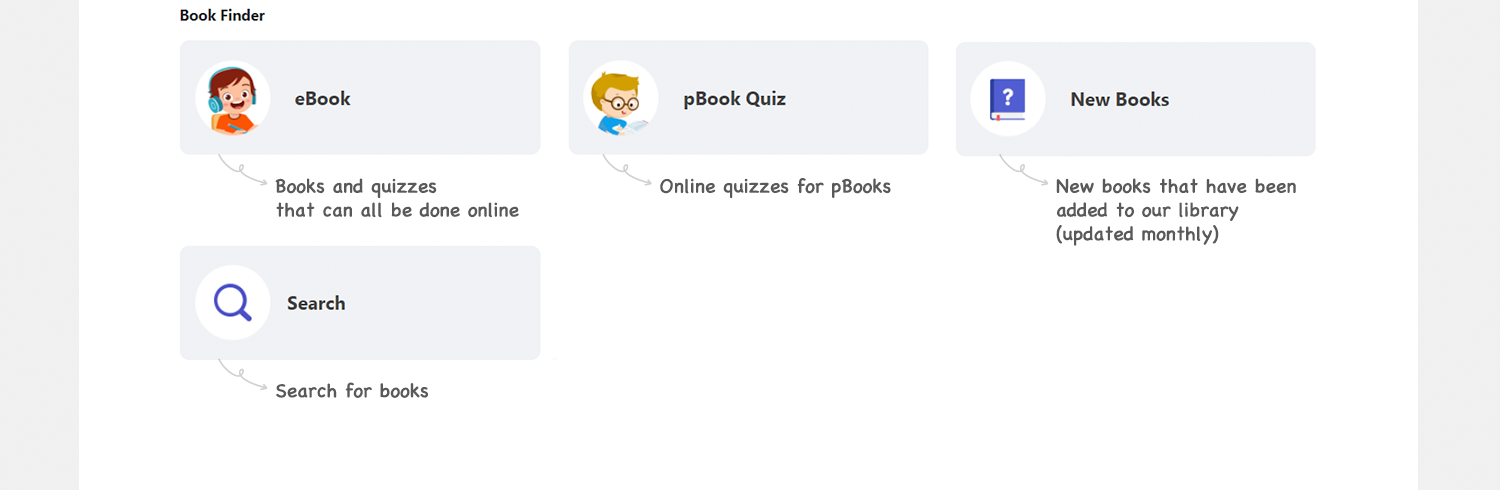 Book Finder
eBook
pBook Quiz
New Books
?
Books and quizzes
that can all be done online
Online quizzes for pBooks
New books that have been
added to our library
(updated monthly)
Search
Search for books